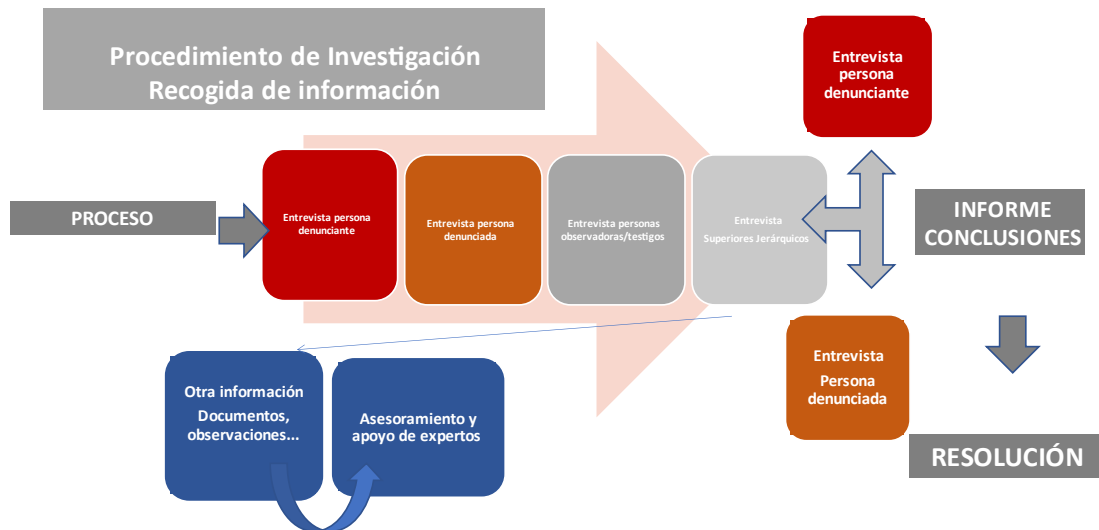 Procedimiento de Investigación
Recogida de información
Entrevista
persona
denunciante
PROCESO
Entrevista persona
denunciante
Entrevista persona
denunciada
Entrevista personas
observadoras/testigos
Entrevista
Superiores Jerárquicos
INFORME
CONCLUSIONES
Otra información
Documentos,
observaciones...
Asesoramiento y
apoyo de expertos
Entrevista
Persona
denunciada
RESOLUCIÓN